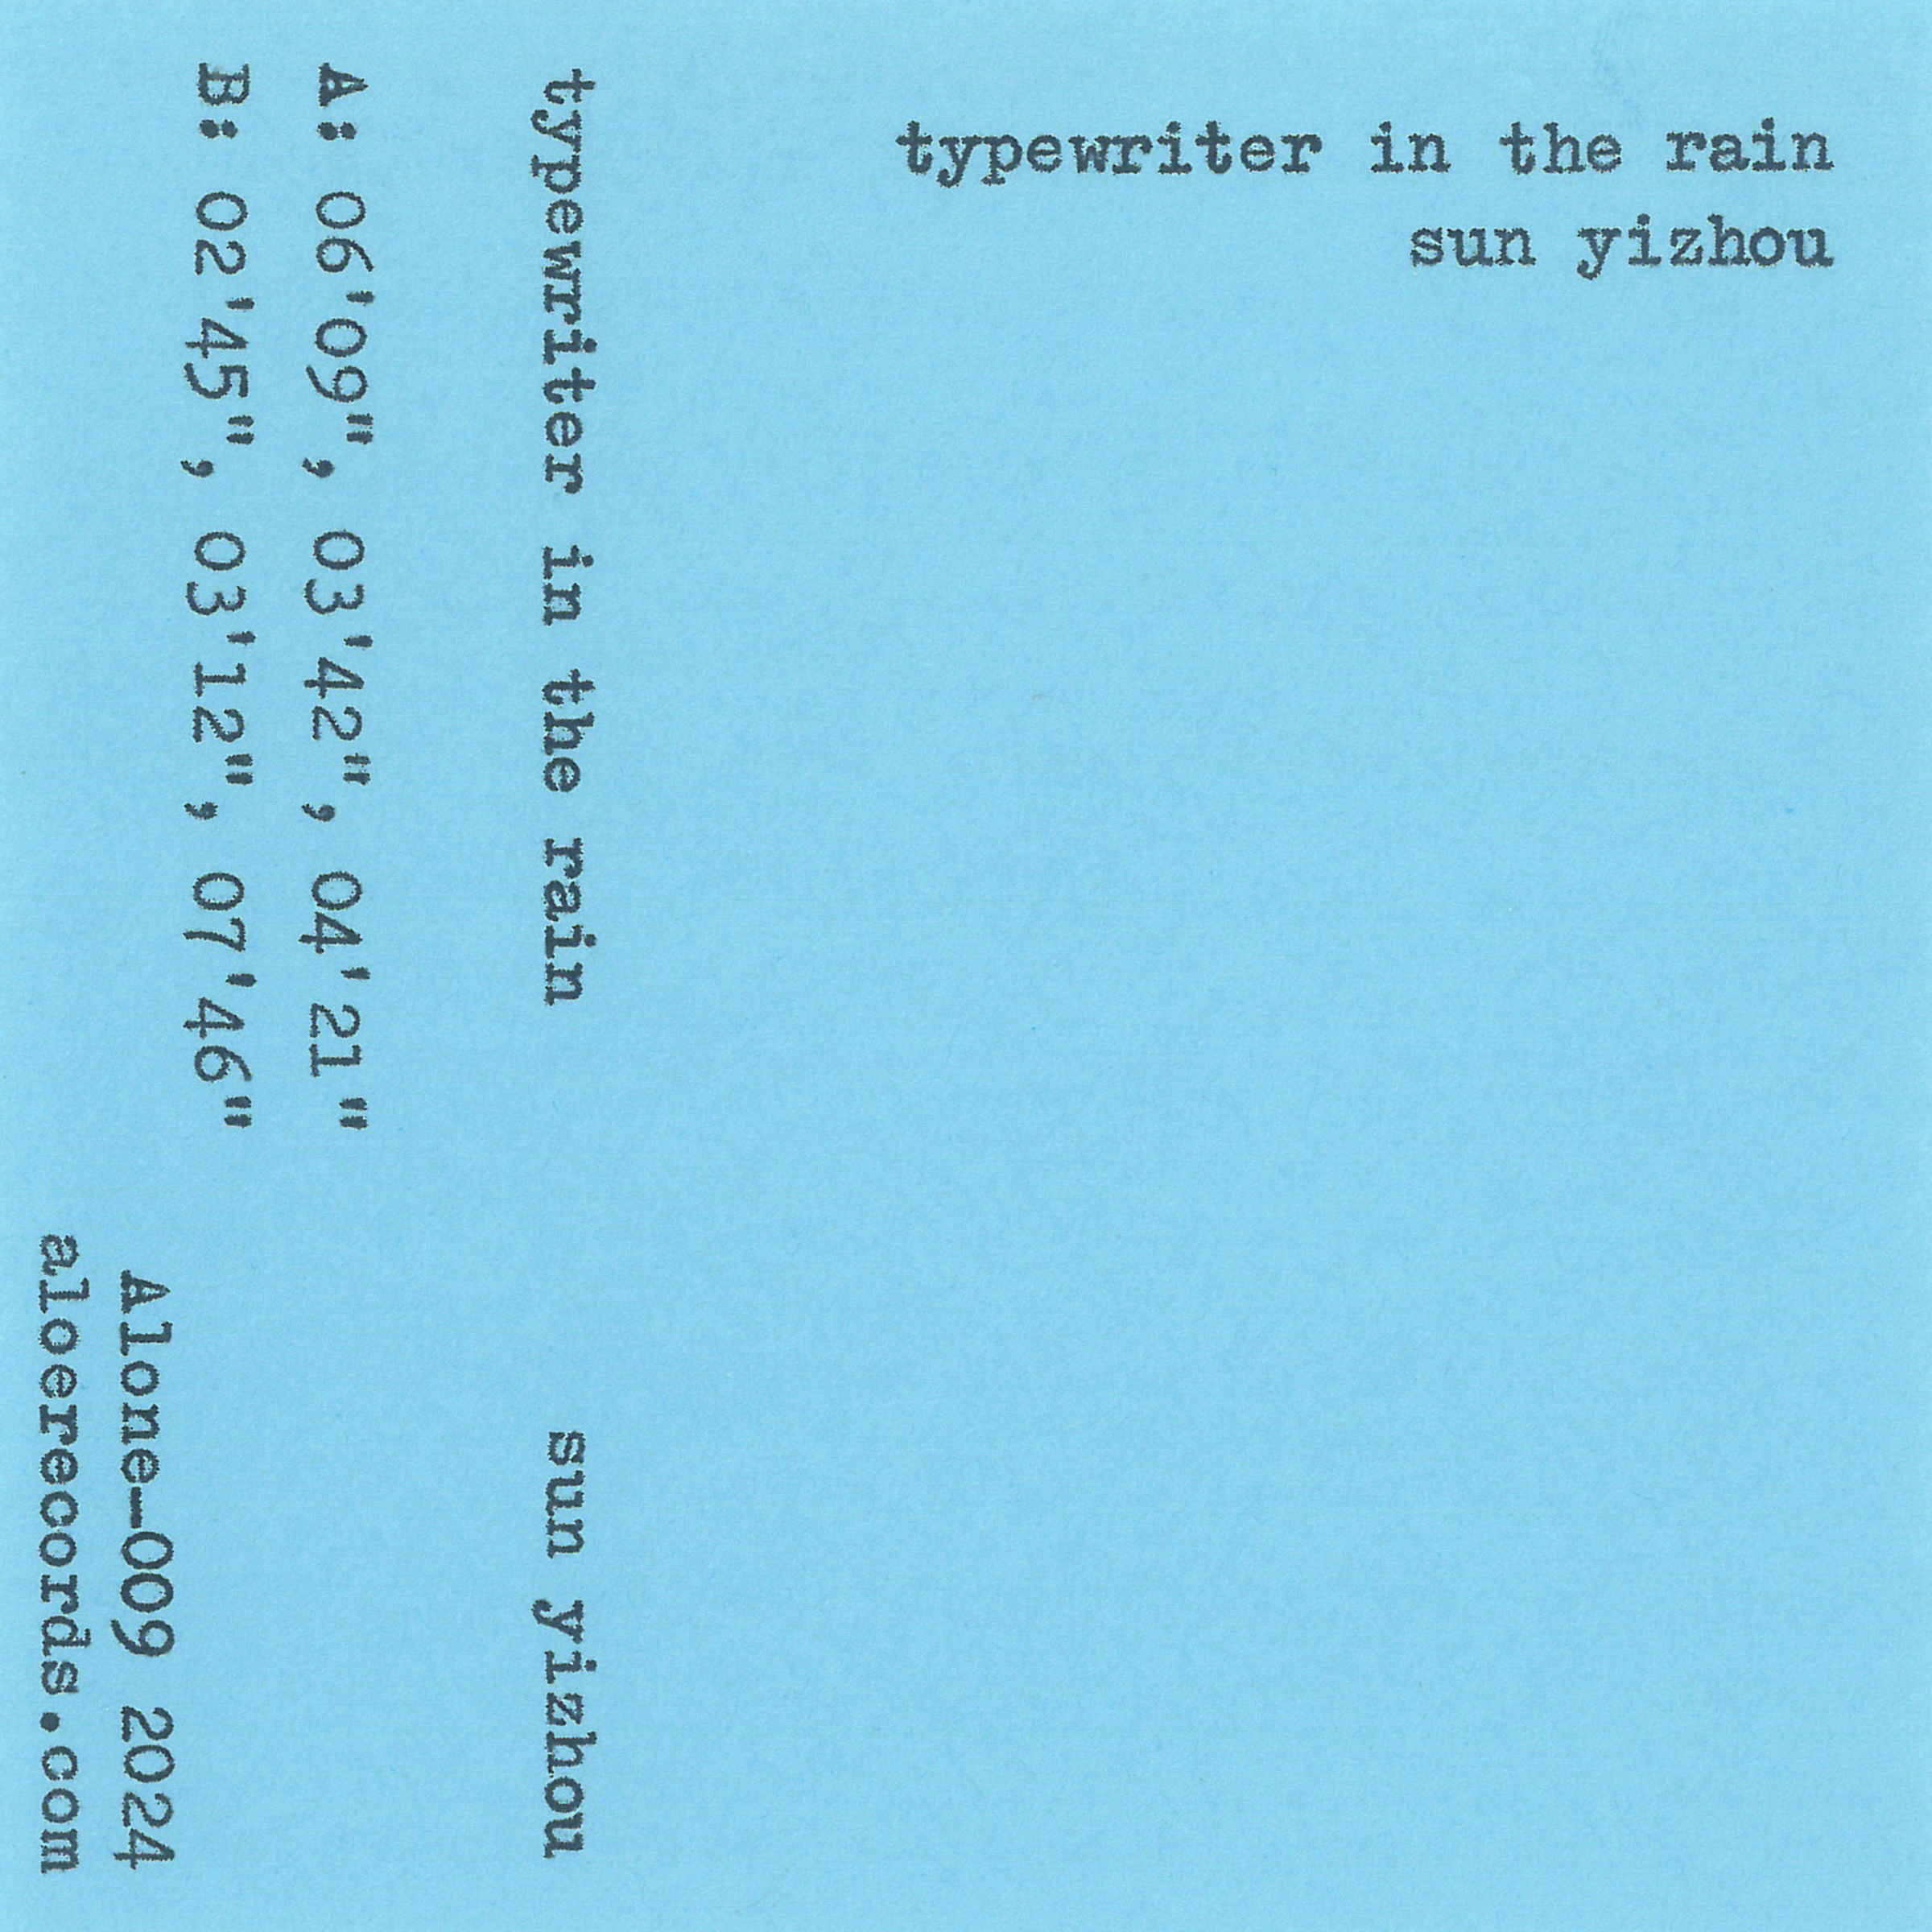 typewriter in the rain
sun yizhou
typewriter in the rain sun yizhou
A: 06'09", 03'42", 04'21"
B: 02'45", 03'12", 07'46"
Alone-009 2024
aloerecords.com